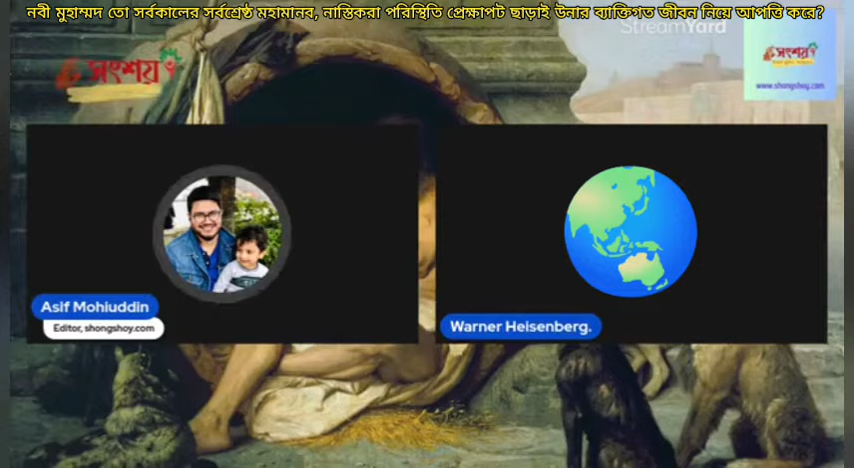 নবী মুহাম্মদ তো সর্বকালের সর্বশ্রেষ্ঠ মহামানব, নাস্তিকরা পরিস্থিতি প্রেক্ষাপট ছাড়াই উনার ব্যাক্তিগত জীবন নিয়ে আপত্তি করে?
StreamYard
সংশয়
সংশয়
www.shongshoy.com
Asif Mohiuddin
Editor, shongshoy.com
Warner Heisenberg.